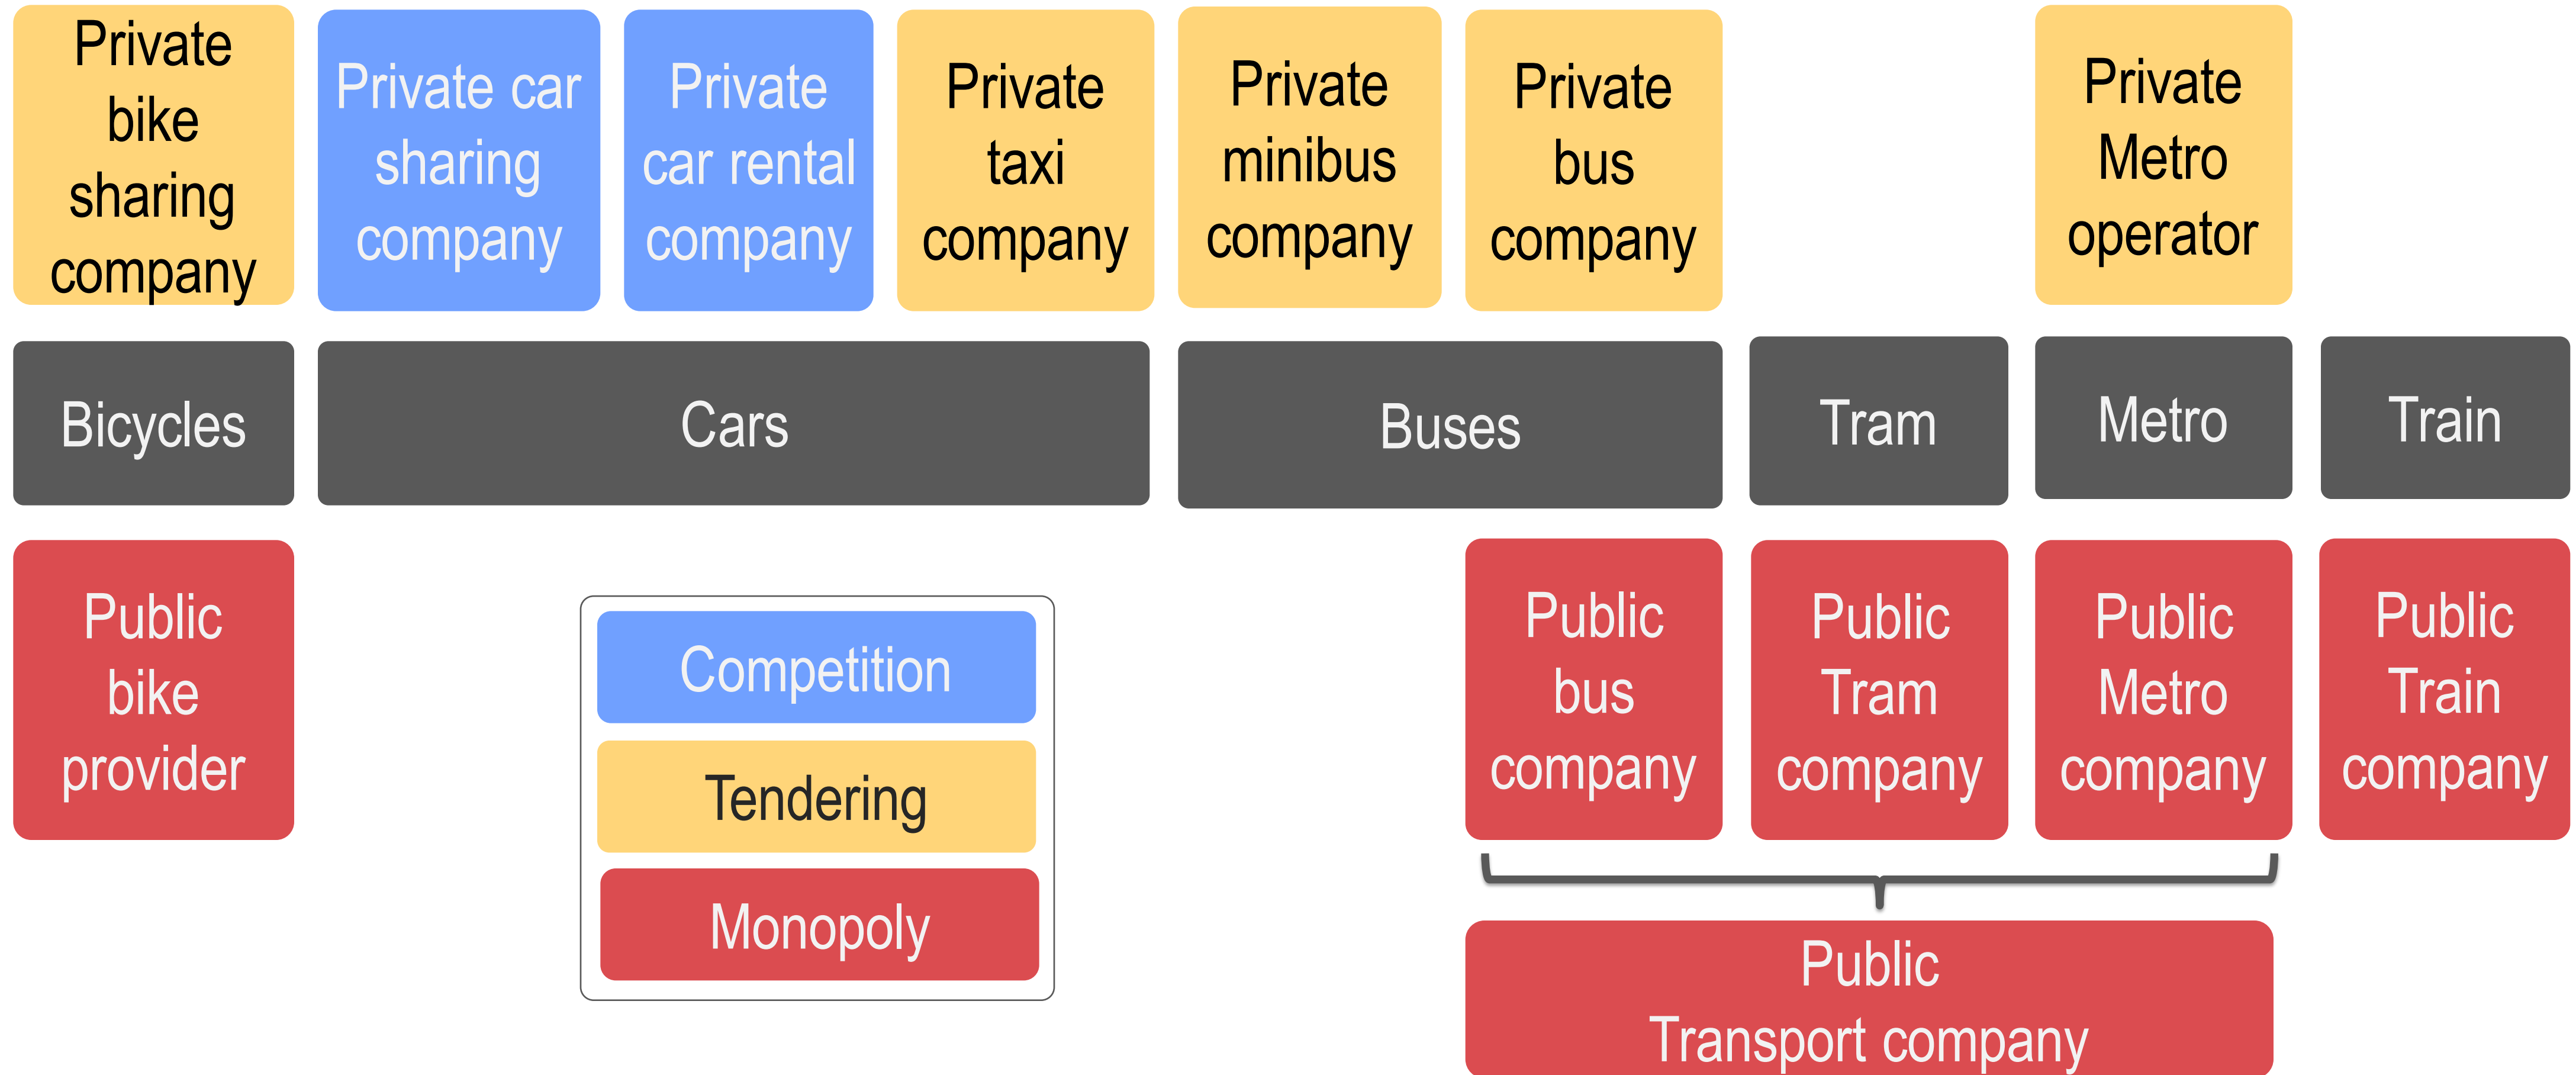 Private
bike
sharing
company
Private car
sharing
company
Private
car rental
company
Private
taxi
company
Private
minibus
company
Private
bus
company
Private
Metro
operator
Bicycles
Cars
Buses
Tram
Metro
Train
Public
bike
provider
Competition
Tendering
Monopoly
Public
bus
company
Public
Tram
company
Public
Metro
company
Public
Train
company
Public
Transport company